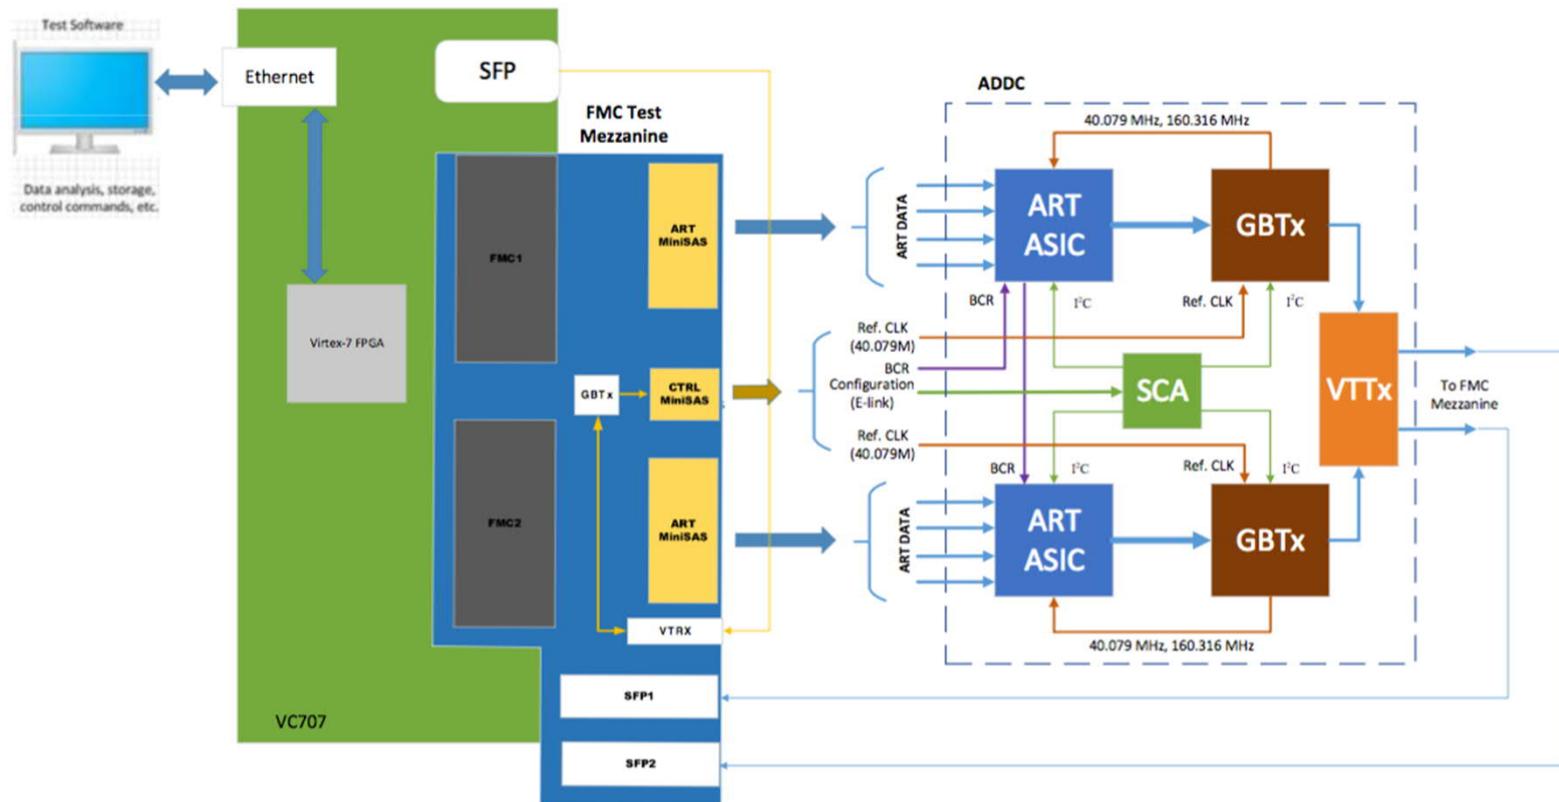 Test Software
Data analysis, storage,
control commands, etc.
Ethernet
SFP
Virtex-7 FPGA
VC707
FMC Test
Mezzanine
FMC1
FMC2
ART
MiniSAS
GBTx
CTRL
MiniSAS
ART
MiniSAS
VTRX
SFP1
SFP2
ADDC
40.079 MHz, 160.316 MHz
ART DATA
ART
ASIC
GBTx
BCR
I²C
Ref. CLK
I²C
Ref. CLK
(40.079M)
BCR
Configuration
(E-link)
Ref. CLK
(40.079M)
SCA
VTTx
To FMC
Mezzanine
BCR
I²C
Ref. CLK
I²C
ART DATA
ART
ASIC
GBTx
40.079 MHz, 160.316 MHz